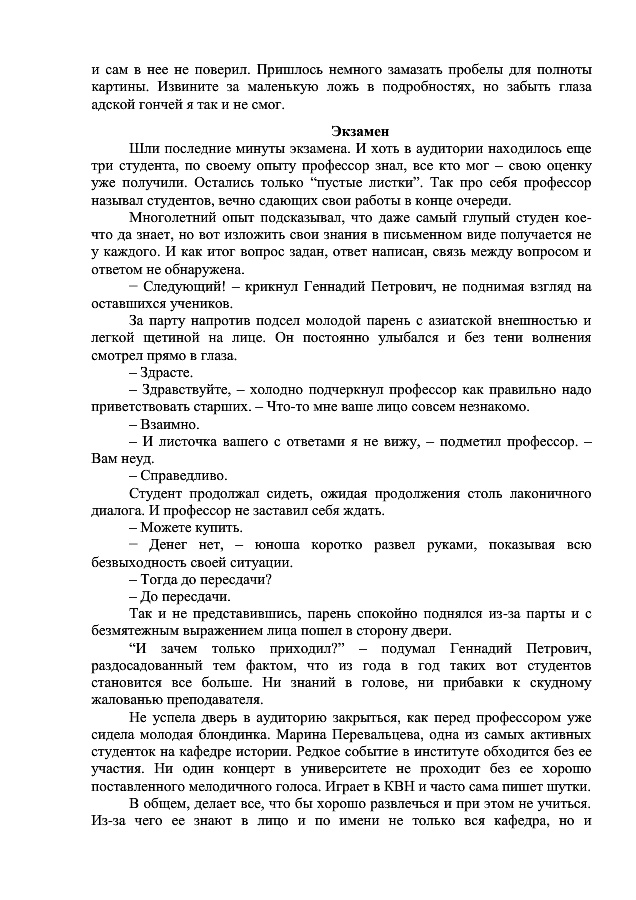 и сам в нее не поверил. Пришлось немного замазать пробелы для полноты
картины. Извините за маленькую ложь в подробностях, но забыть глаза
адской гончей я так и не смог.
Экзамен
Шли последние минуты экзамена. И хоть в аудитории находилось еще
три студента, по своему опыту профессор знал, все кто мог – свою оценку
уже получили. Остались только “пустые листки”. Так про себя профессор
называл студентов, вечно сдающих свои работы в конце очереди.
Многолетний опыт подсказывал, что даже самый глупый студен кое-
что да знает, но вот изложить свои знания в письменном виде получается не
у каждого. И как итог вопрос задан, ответ написан, связь между вопросом и
ответом не обнаружена.
− Следующий! – крикнул Геннадий Петрович, не поднимая взгляд на
оставшихся учеников.
За парту напротив подсел молодой парень с азиатской внешностью и
легкой щетиной на лице. Он постоянно улыбался и без тени волнения
смотрел прямо в глаза.
– Здрасте.
– Здравствуйте, – холодно подчеркнул профессор как правильно надо
приветствовать старших. – Что-то мне ваше лицо совсем незнакомо.
– Взаимно.
– И листочка вашего с ответами я не вижу, – подметил профессор. –
Вам неуд.
– Справедливо.
Студент продолжал сидеть, ожидая продолжения столь лаконичного
диалога. И профессор не заставил себя ждать.
– Можете купить.
− Денег нет, – юноша коротко развел руками, показывая всю
безвыходность своей ситуации.
– Тогда до пересдачи?
– До пересдачи.
Так и не представившись, парень спокойно поднялся из-за парты и с
безмятежным выражением лица пошел в сторону двери.
“И зачем только приходил?” – подумал Геннадий Петрович,
раздосадованный тем фактом, что из года в год таких вот студентов
становится все больше. Ни знаний в голове, ни прибавки к скудному
жалованью преподавателя.
Не успела дверь в аудиторию закрыться, как перед профессором уже
сидела молодая блондинка. Марина Перевальцева, одна из самых активных
студенток на кафедре истории. Редкое событие в институте обходится без ее
участия. Ни один концерт в университете не проходит без ее хорошо
поставленного мелодичного голоса. Играет в КВН и часто сама пишет шутки.
В общем, делает все, что бы хорошо развлечься и при этом не учиться.
Из-за чего ее знают в лицо и по имени не только вся кафедра, но и